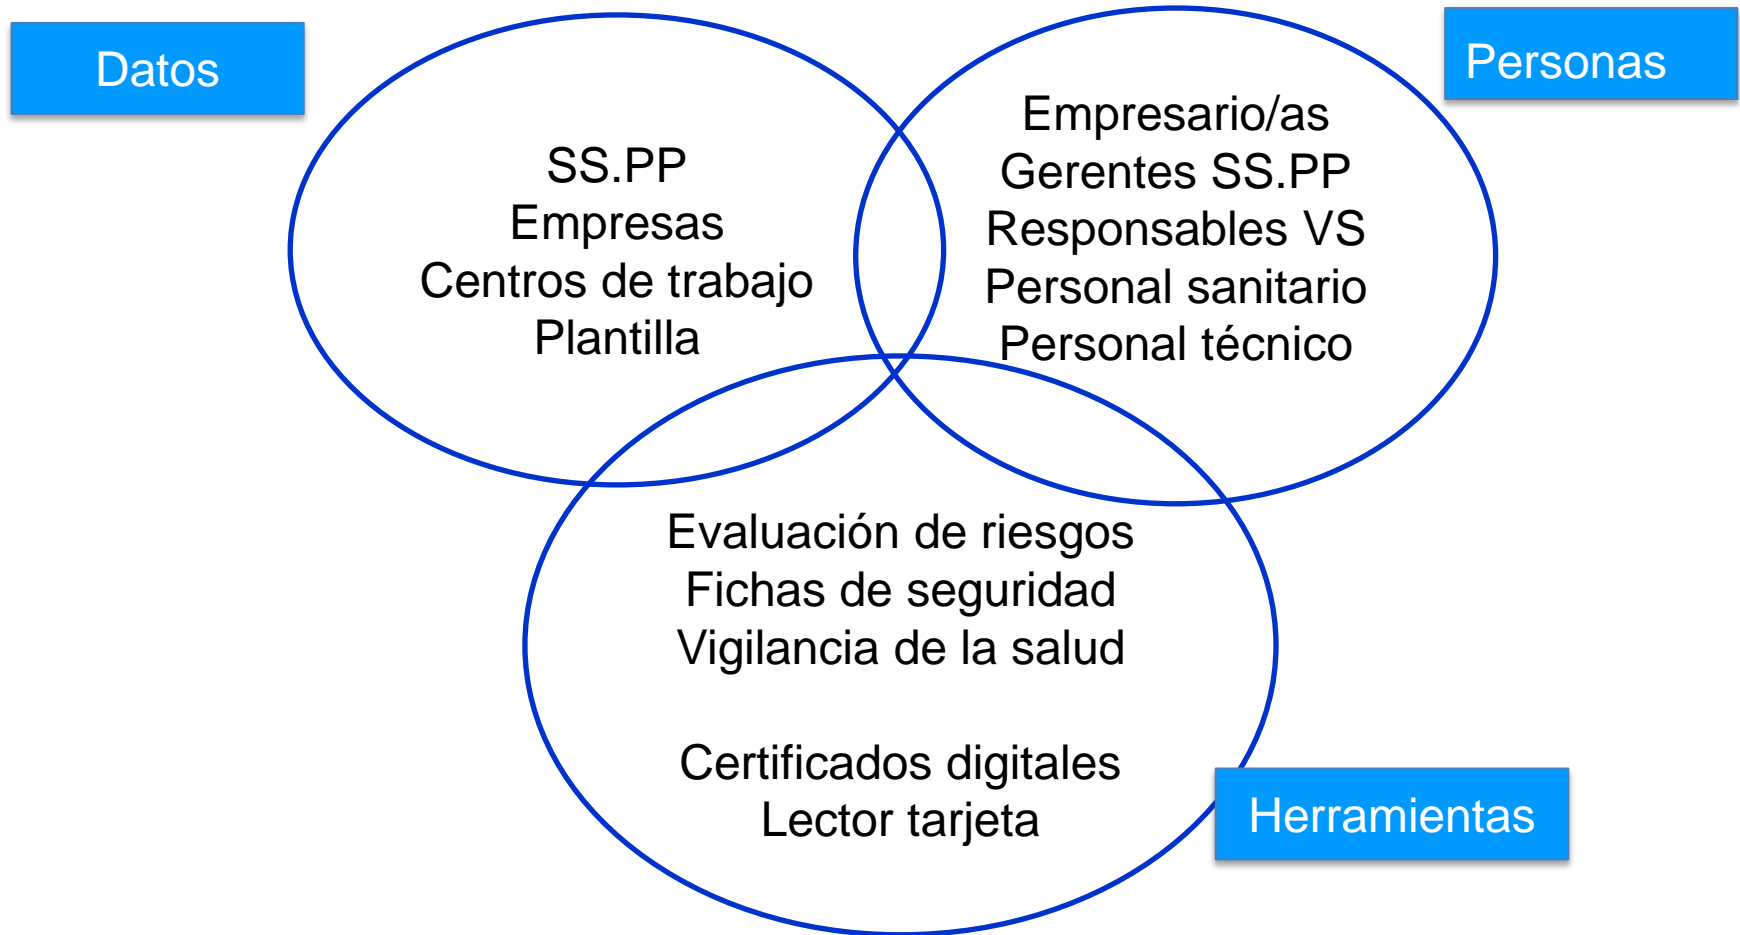 Datos
SS.PP
Empresas
Centros de trabajo
Plantilla
Personas
Empresario/as
Gerentes SS.PP
Responsables VS
Personal sanitario
Personal técnico
Evaluación de riesgos
Fichas de seguridad
Vigilancia de la salud
Certificados digitales
Lector tarjeta
Herramientas